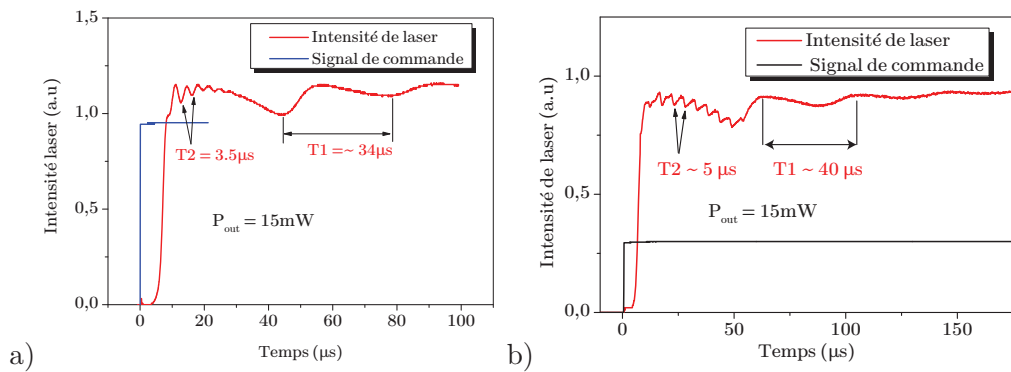 1,5
Intensité de laser
Signal de commande
Intensité laser (a.u)
1,0
T2 = 3.5µs
T1 =~ 34µs
0,5
P_out = 15mW
0,0
0 20 40 60 80 100
Temps (µs)
a)
Intensité de laser
Signal de commande
Intensité de laser (a.u)
1,0
T2 ~ 5 µs
T1 ~ 40 µs
0,5
P_out = 15mW
0,0
0 50 100 150
Temps (µs)
b)